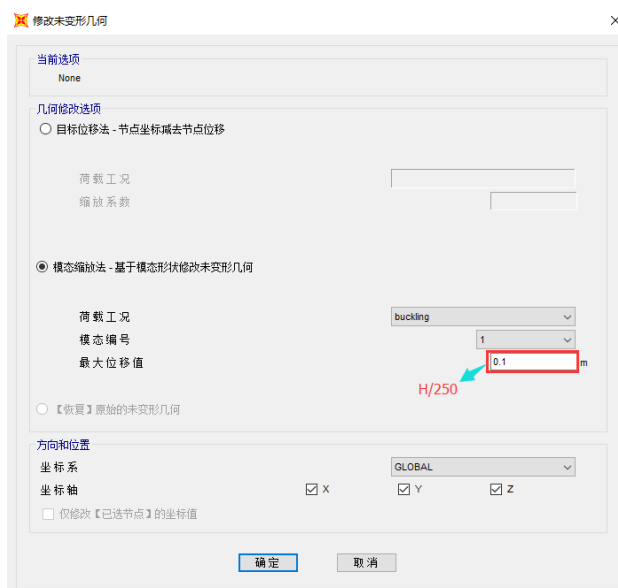 修改未变形几何
当前选项
None
几何修改选项
目标位移法 - 节点坐标减去节点位移
荷载工况
缩放系数
模态缩放法 - 基于模态形状修改未变形几何
荷载工况 buckling
模态编号 1
最大位移值 0.1 m
H/250
【恢复】原始的未变形几何
方向和位置
坐标系 GLOBAL
坐标轴 X Y Z
仅修改【已选节点】的坐标值
确定 取消